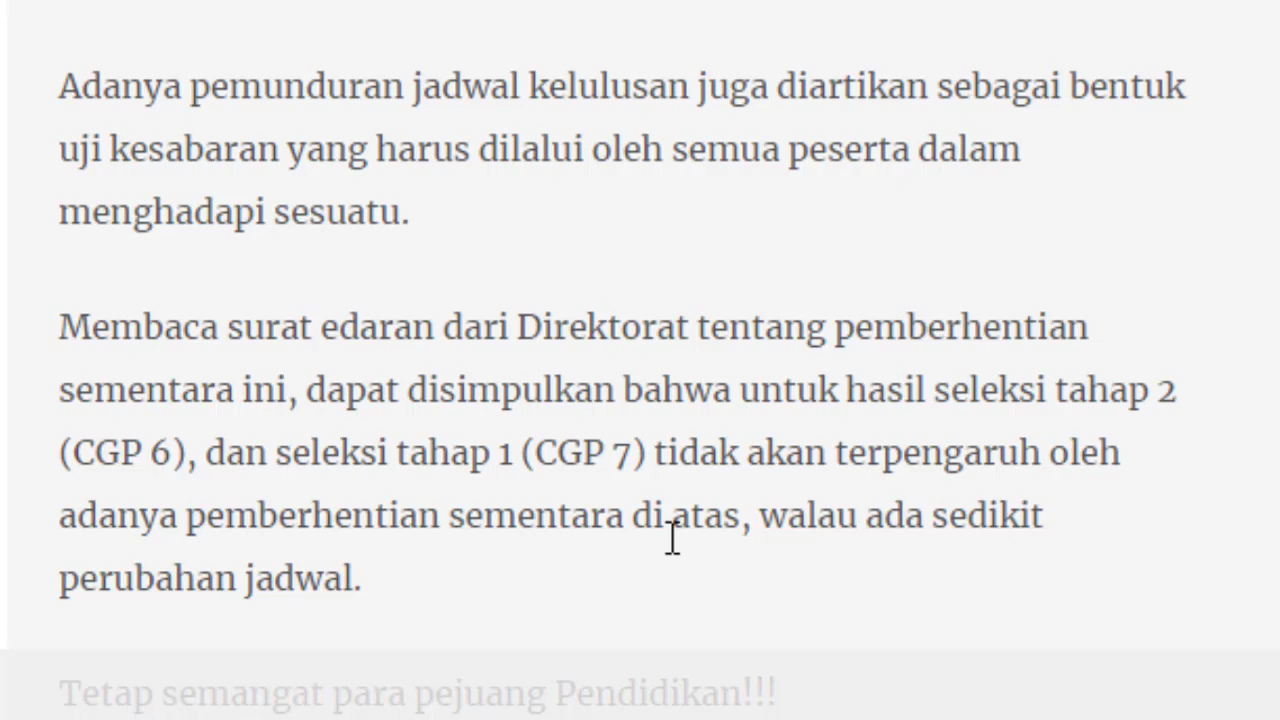 Adanya pemunduran jadwal kelulusan juga diartikan sebagai bentuk
uji kesabaran yang harus dilalui oleh semua peserta dalam
menghadapi sesuatu.
Membaca surat edaran dari Direktorat tentang pemberhentian
sementara ini, dapat disimpulkan bahwa untuk hasil seleksi tahap 2
(CGP 6), dan seleksi tahap 1 (CGP 7) tidak akan terpengaruh oleh
adanya pemberhentian sementara di atas, walau ada sedikit
perubahan jadwal.
Tetap semangat para pejuang Pendidikan!!!